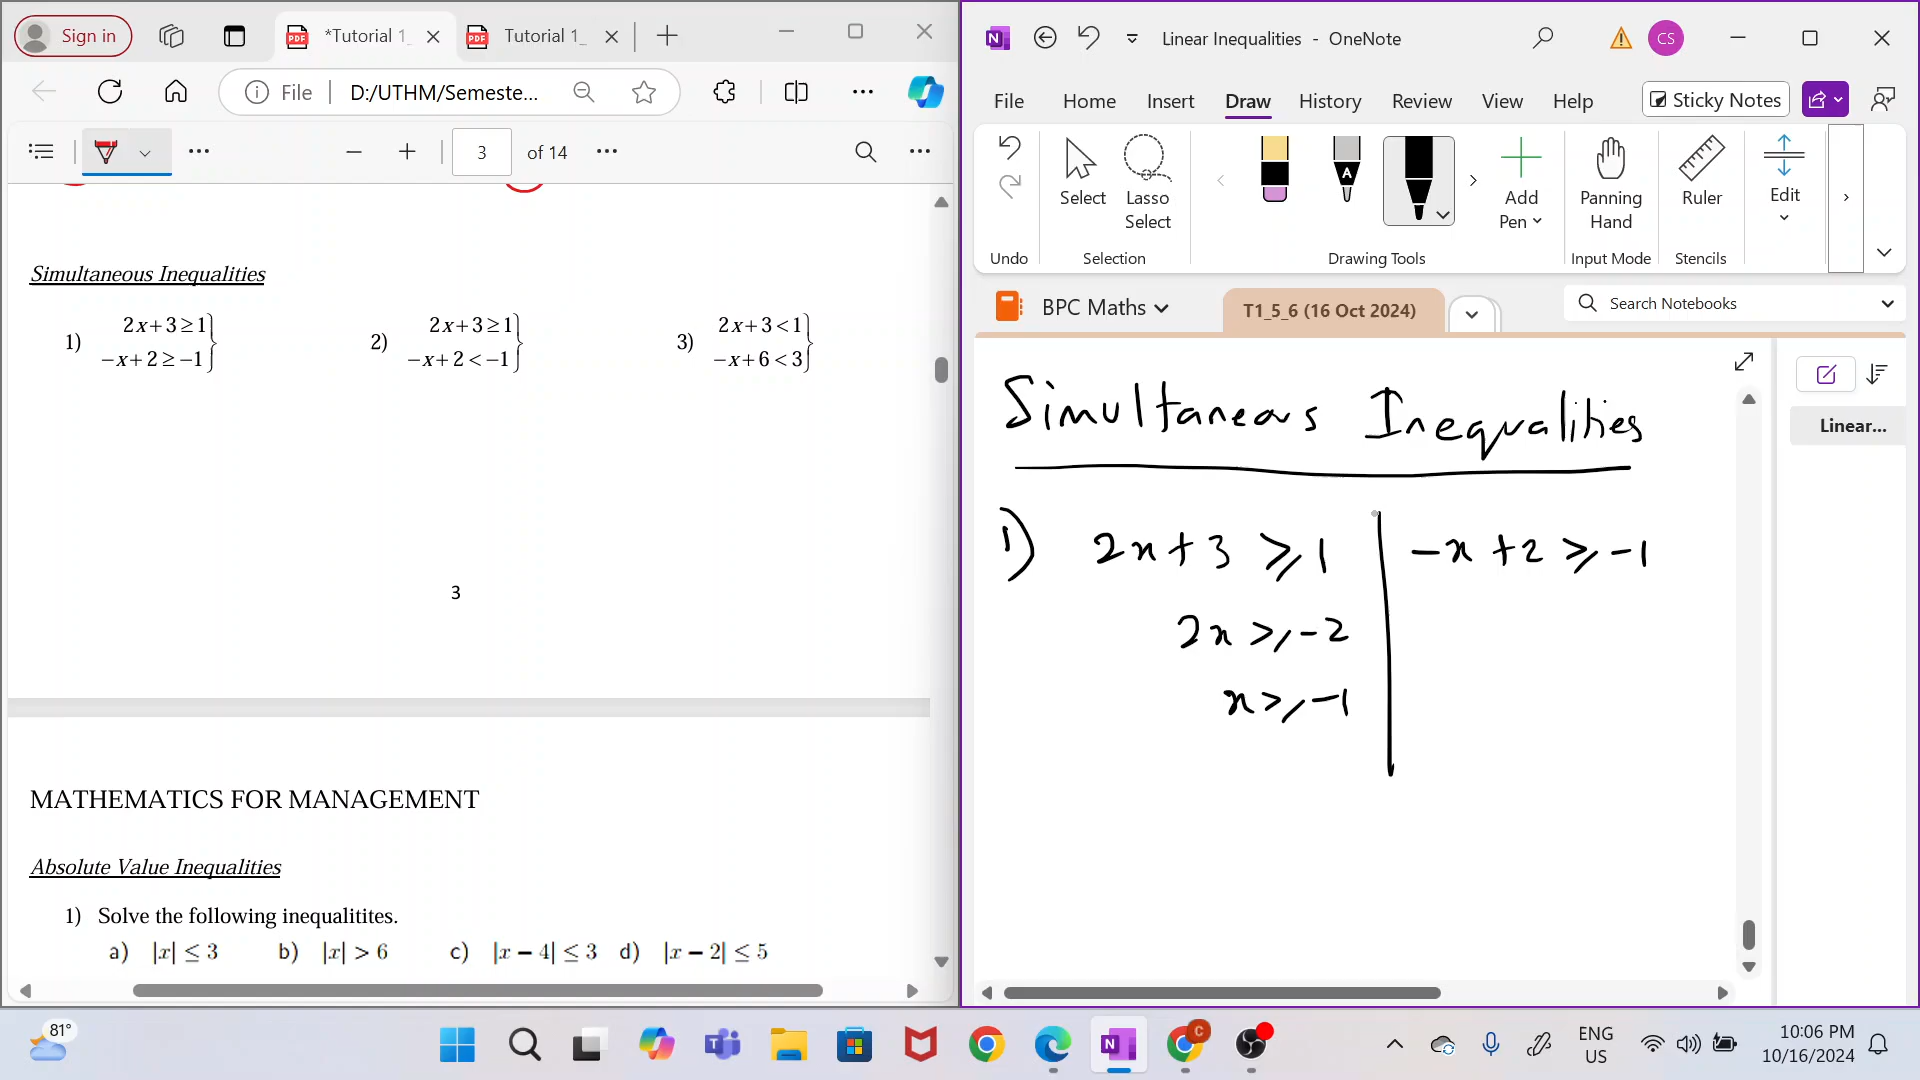 Sign in
*Tutorial 1_
Tutorial 1_
File
D:/UTHM/Semeste...
3 of 14
Simultaneous Inequalities
1) 2x+3≥1
-x+2≥-1
2) 2x+3≥1
-x+2<-1
3) 2x+3<1
-x+6<3
3
MATHEMATICS FOR MANAGEMENT
Absolute Value Inequalities
1) Solve the following inequalitites.
a) |x| ≤ 3 b) |x| > 6 c) |x − 4| ≤ 3 d) |x − 2| ≤ 5
Linear Inequalities - OneNote
CS
File Home Insert Draw History Review View Help
Sticky Notes
Select
Lasso Select
A
Add Pen
Panning Hand
Ruler
Edit
Undo
Selection
Drawing Tools
Input Mode
Stencils
BPC Maths
T1_5_6 (16 Oct 2024)
Search Notebooks
Linear...
Simultaneous Inequalities
1) 2x+3 ≥ 1
2x ≥ -2
x ≥ -1
-x+2 ≥ -1
81°
ENG
US
10:06 PM
10/16/2024